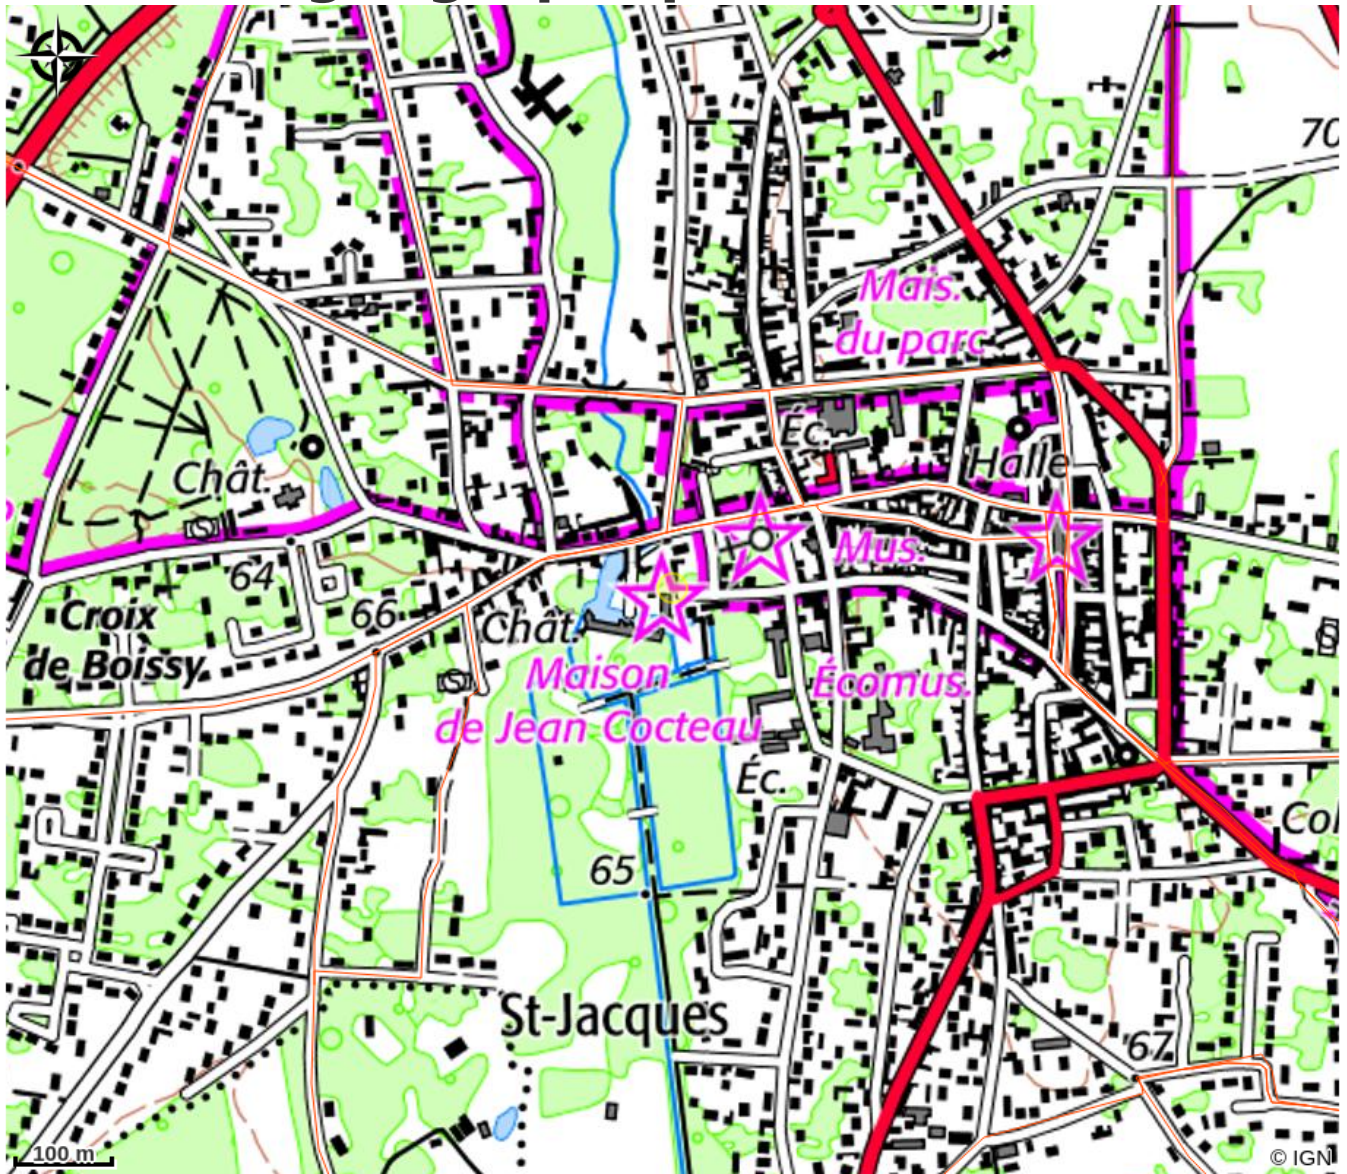 70
Mais.
du parc
Éc.
Halle
Chât.
Mus.
64
66
Croix
de Boissy
Chât.
Maison
de Jean Cocteau
Écomus.
Éc.
Col
65
St-Jacques
67
100 m
© IGN